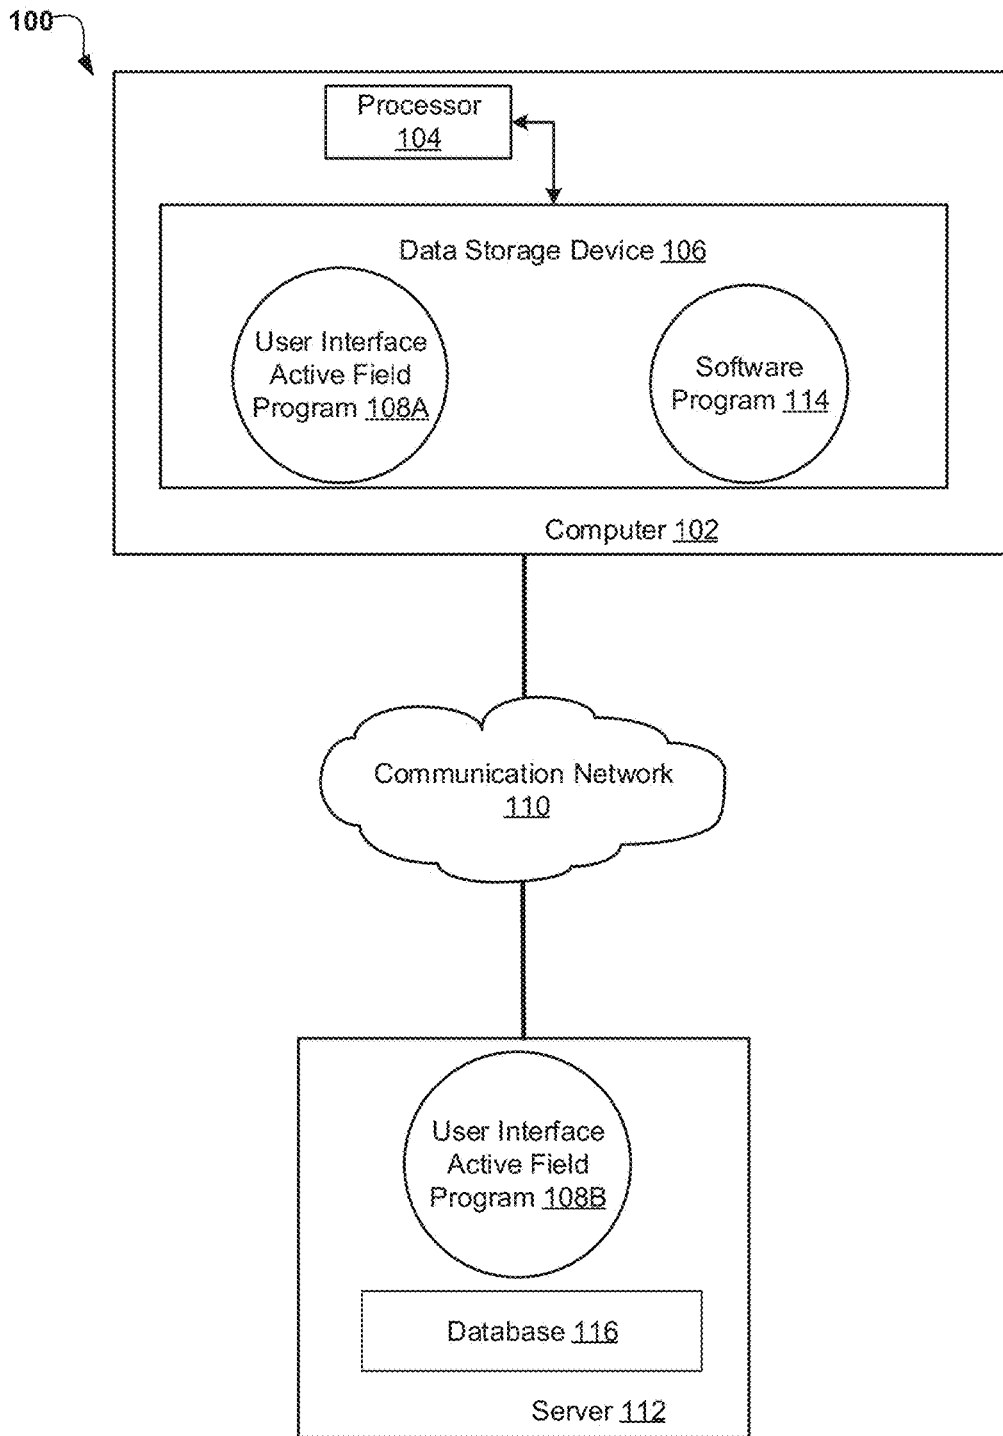 100
Processor
104
Data Storage Device 106
User Interface
Active Field
Program 108A
Software
Program 114
Computer 102
Communication Network
110
User Interface
Active Field
Program 108B
Database 116
Server 112